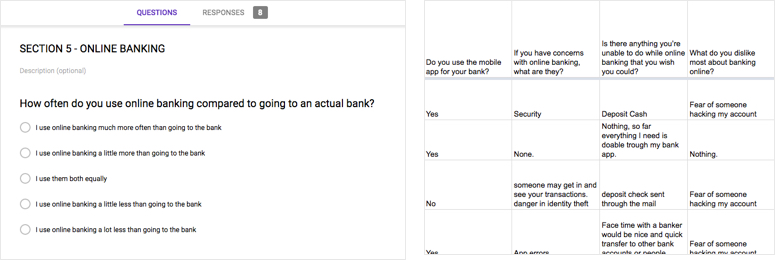 QUESTIONS RESPONSES 8
SECTION 5 - ONLINE BANKING
Description (optional)
How often do you use online banking compared to going to an actual bank?
I use online banking much more often than going to the bank
I use online banking a little more than going to the bank
I use them both equally
I use online banking a little less than going to the bank
I use online banking a lot less than going to the bank
Do you use the mobile
app for your bank?
If you have concerns
with online banking,
what are they?
Is there anything you're
unable to do while online
banking that you wish
you could?
What do you dislike
most about banking
online?
Yes
Security
Deposit Cash
Fear of someone
hacking my account
Yes
None.
Nothing, so far
everything I need is
doable trough my bank
app.
Nothing.
No
someone may get in and
see your transactions.
danger in identity theft
deposit check sent
through the mail
Fear of someone
hacking my account
Yes
App errors
Face time with a banker
would be nice and quick
transfer to other bank
accounts or people
Fear of someone
hacking my account